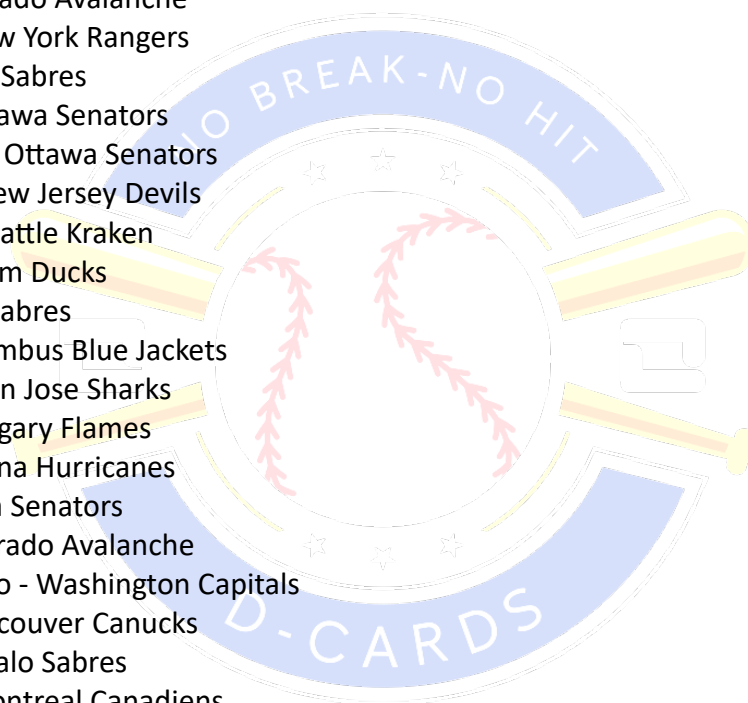 ado Avalanche
w York Rangers
Sabres
awa Senators
Ottawa Senators
ew Jersey Devils
attle Kraken
m Ducks
abres
mbus Blue Jackets
n Jose Sharks
gary Flames
na Hurricanes
Senators
rado Avalanche
o - Washington Capitals
couver Canucks
alo Sabres
ontreal Canadiens
NO BREAK-NO HIT
D-CARDS